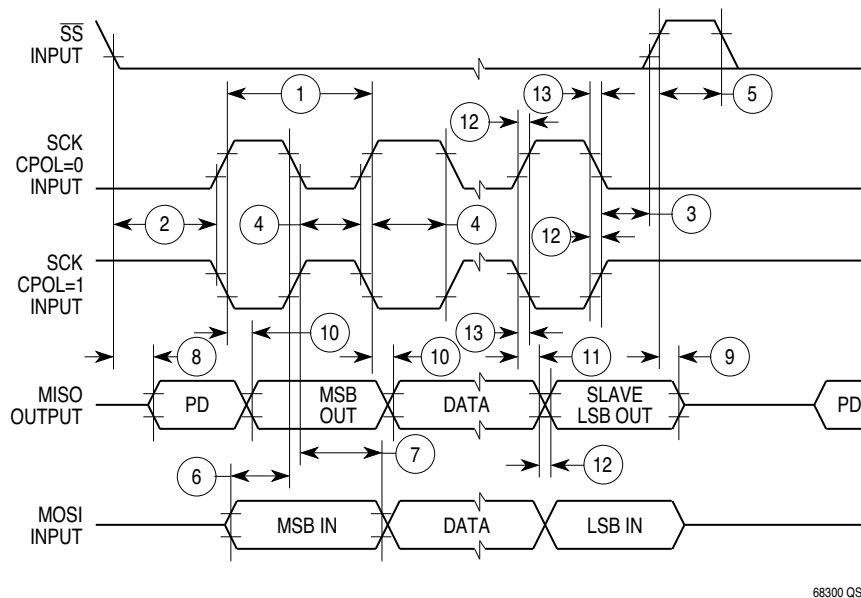 SS
INPUT
1
13
5
12
SCK
CPOL=0
INPUT
2
4
4
3
12
SCK
CPOL=1
INPUT
10
13
8
10
11
9
MISO
OUTPUT
PD
MSB
OUT
DATA
SLAVE
LSB OUT
PD
6
7
12
MOSI
INPUT
MSB IN
DATA
LSB IN
68300 QS